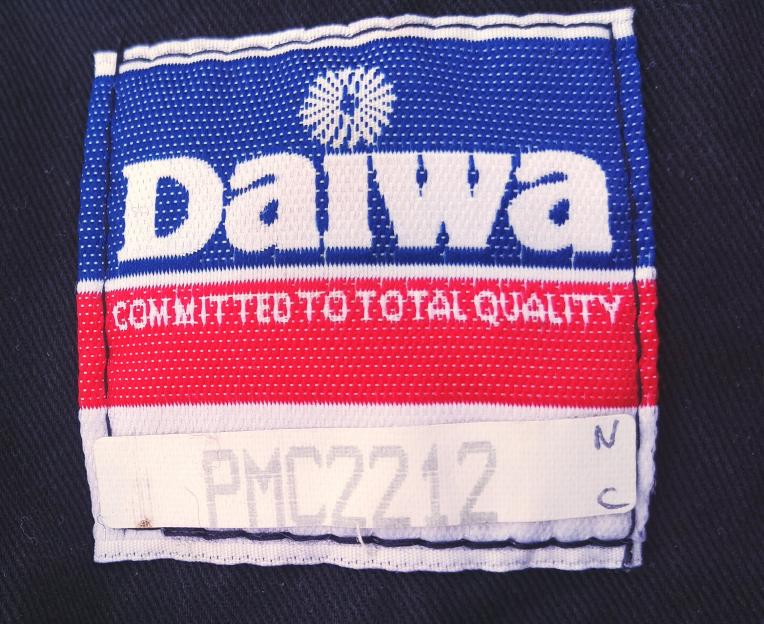 Daiwa
COMMITTED TO TOTAL QUALITY
N
PMC2212
C